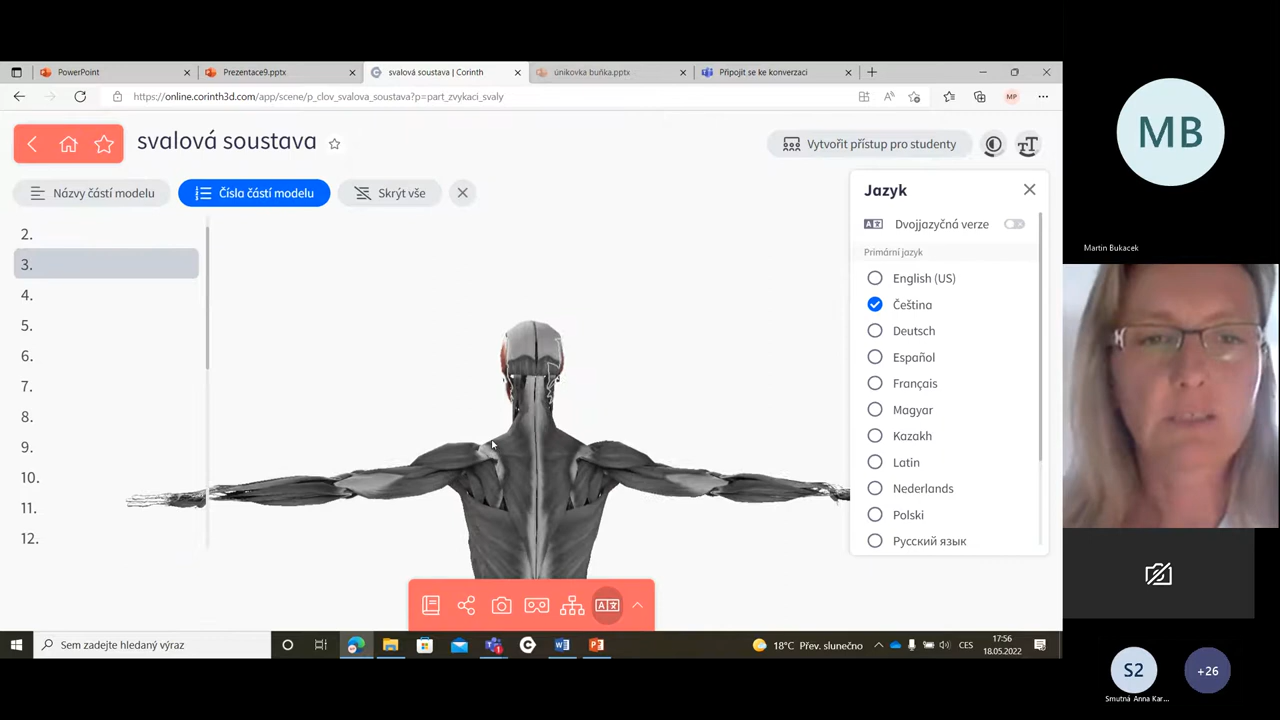 PowerPoint
Prezentace9.pptx
svalová soustava | Corinth
únikovka buňka.pptx
Připojit se ke konverzaci
https://online.corinth3d.com/app/scene/p_clov_svalova_soustava?p=part_zvykaci_svaly
MP
svalová soustava
Vytvořit přístup pro studenty
Názvy částí modelu
Čísla částí modelu
Skrýt vše
2.
3.
4.
5.
6.
7.
8.
9.
10.
11.
12.
Jazyk
Dvojjazyčná verze
Primární jazyk
English (US)
Čeština
Deutsch
Español
Français
Magyar
Kazakh
Latin
Nederlands
Polski
Русский язык
Sem zadejte hledaný výraz
18°C Přev. slunečno
CES
17:56
18.05.2022
MB
Martin Bukacek
S2
Smutná Anna Kar...
+26